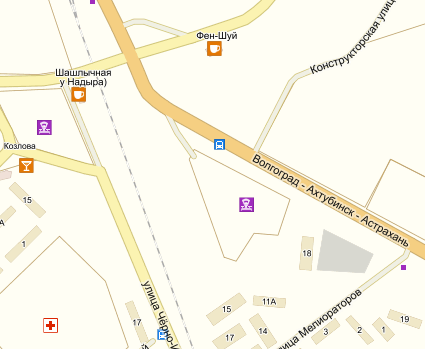 Фен-Шуй
Конструкторская улица
Шашлычная
у Надыра)
Козлова
Волгоград - Ахтубинск - Астрахань
15
1
18
улица Чёрно-
улица Мелиораторов
15
11А
17
17
14
3
2
1
19